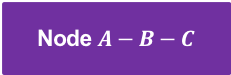 Node A – B – C